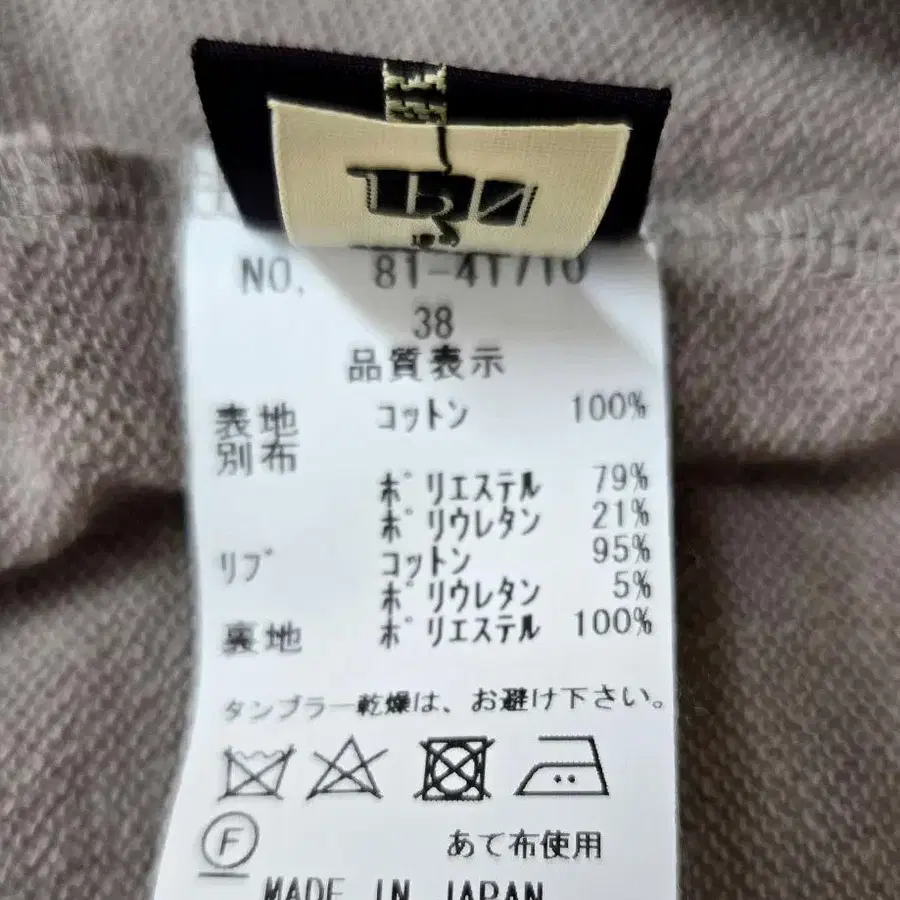 NO. 81-41710
38
品質表示
表地 コットン 100%
別布
ポリエステル 79%
ポリウレタン 21%
リブ コットン 95%
ポリウレタン 5%
裏地 ポリエステル 100%
タンブラー乾燥は、お避け下さい。
F
あて布使用
MADE IN JAPAN